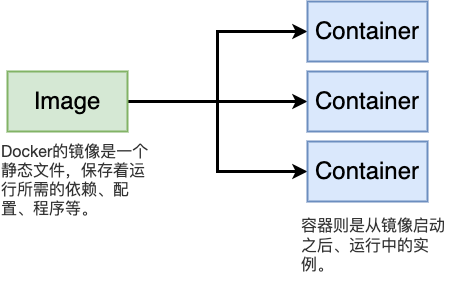 Container
Image
Container
Container
Docker的镜像是一个
静态文件，保存着运
行所需的依赖、配
置、程序等。
容器则是从镜像启动
之后、运行中的实
例。